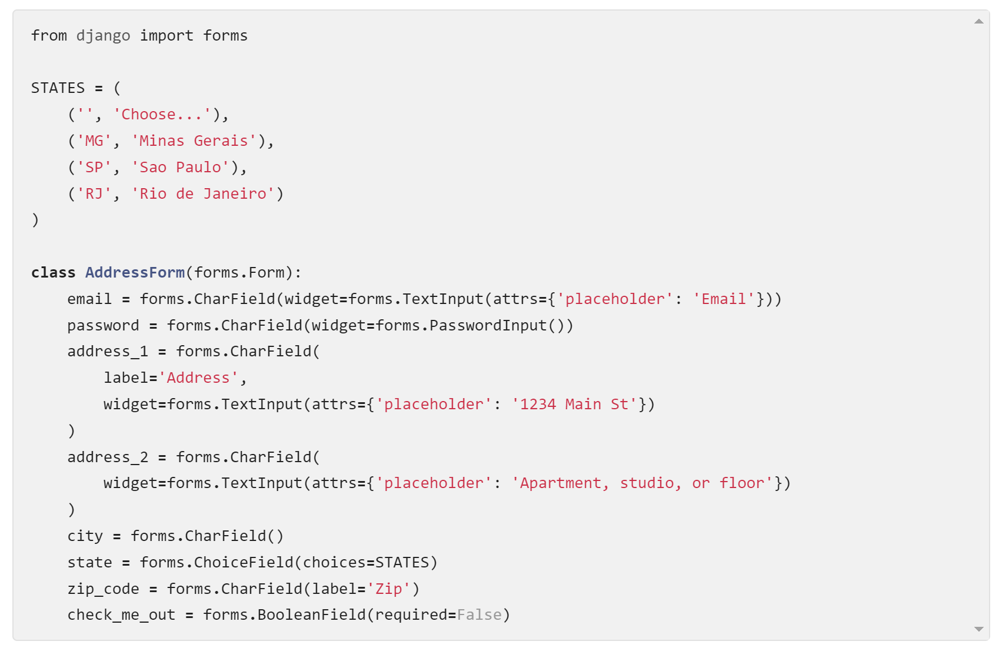 from django import forms

STATES = (
    ('', 'Choose...'),
    ('MG', 'Minas Gerais'),
    ('SP', 'Sao Paulo'),
    ('RJ', 'Rio de Janeiro')
)

class AddressForm(forms.Form):
    email = forms.CharField(widget=forms.TextInput(attrs={'placeholder': 'Email'}))
    password = forms.CharField(widget=forms.PasswordInput())
    address_1 = forms.CharField(
        label='Address',
        widget=forms.TextInput(attrs={'placeholder': '1234 Main St'})
    )
    address_2 = forms.CharField(
        widget=forms.TextInput(attrs={'placeholder': 'Apartment, studio, or floor'})
    )
    city = forms.CharField()
    state = forms.ChoiceField(choices=STATES)
    zip_code = forms.CharField(label='Zip')
    check_me_out = forms.BooleanField(required=False)